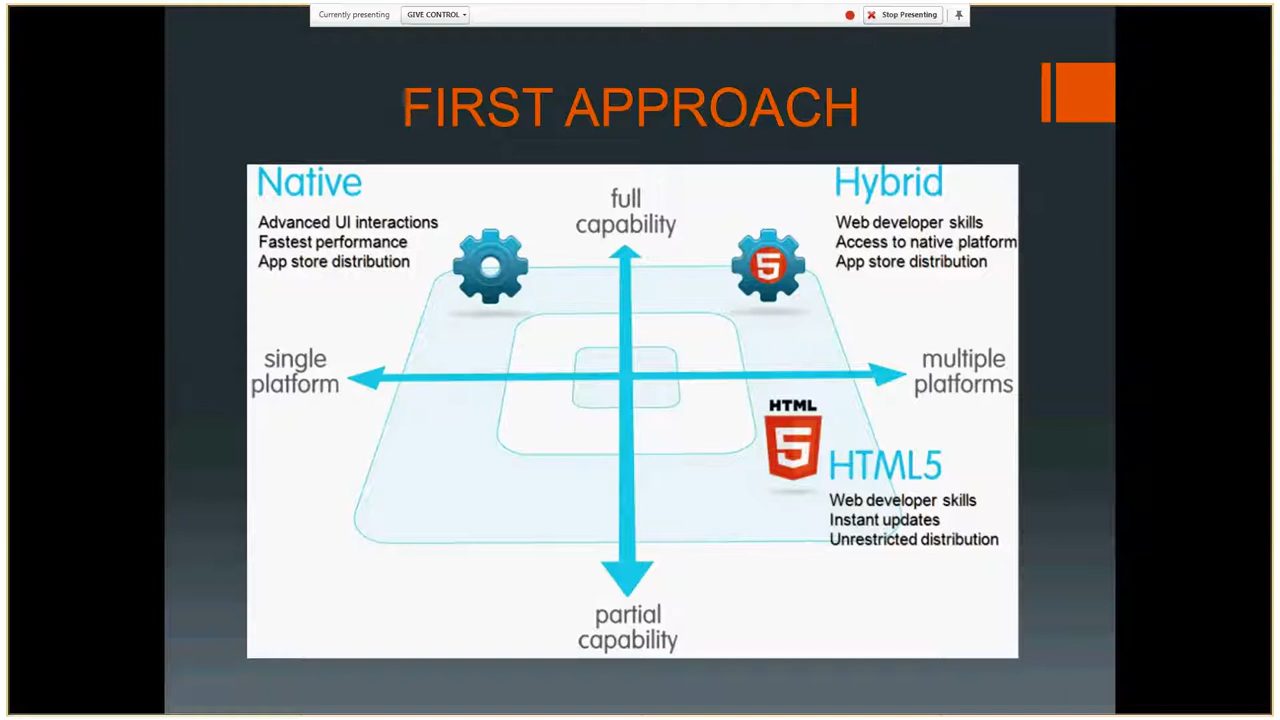 Currently presenting
GIVE CONTROL
Stop Presenting
FIRST APPROACH
Native
Advanced UI interactions
Fastest performance
App store distribution
full
capability
Hybrid
Web developer skills
Access to native platform
App store distribution
5
single
platform
multiple
platforms
HTML
5
HTML5
Web developer skills
Instant updates
Unrestricted distribution
partial
capability